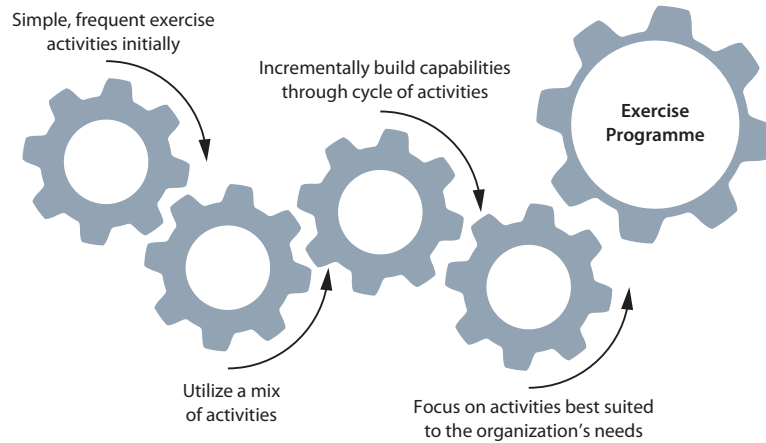 Simple, frequent exercise
activities initially
Incrementally build capabilities
through cycle of activities
Exercise
Programme
Utilize a mix
of activities
Focus on activities best suited
to the organization's needs